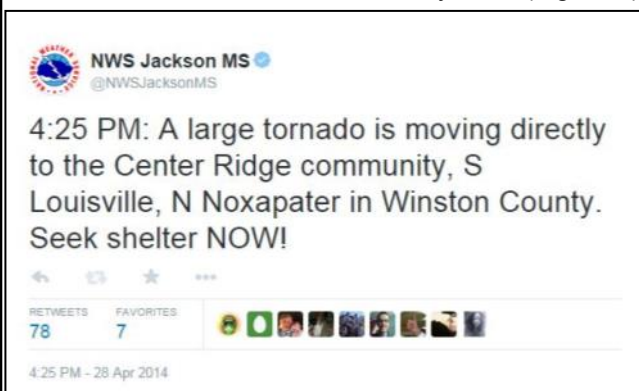 NWS Jackson MS
@NWSJacksonMS
4:25 PM: A large tornado is moving directly
to the Center Ridge community, S
Louisville, N Noxapater in Winston County.
Seek shelter NOW!
RETWEETS FAVORITES
78 7
4:25 PM - 28 Apr 2014